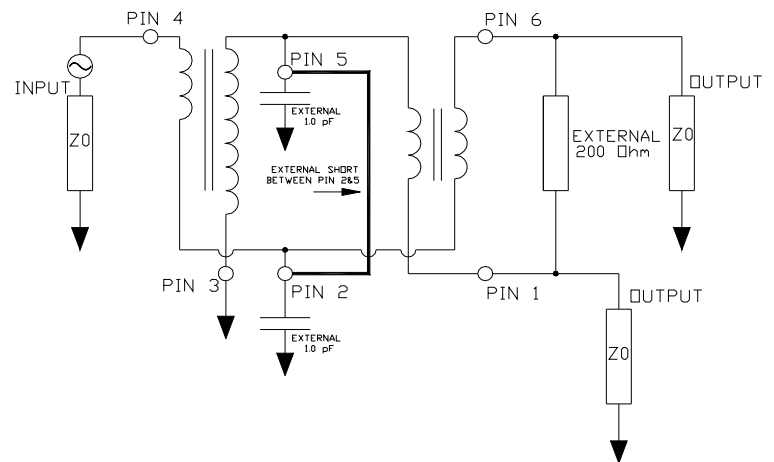 PIN 4
PIN 6
PIN 5
INPUT
OUTPUT
EXTERNAL
1.0 pF
Z0
EXTERNAL
200 Ohm
Z0
EXTERNAL SHORT
BETWEEN PIN 2&5
PIN 3
PIN 2
PIN 1
OUTPUT
EXTERNAL
1.0 pF
Z0